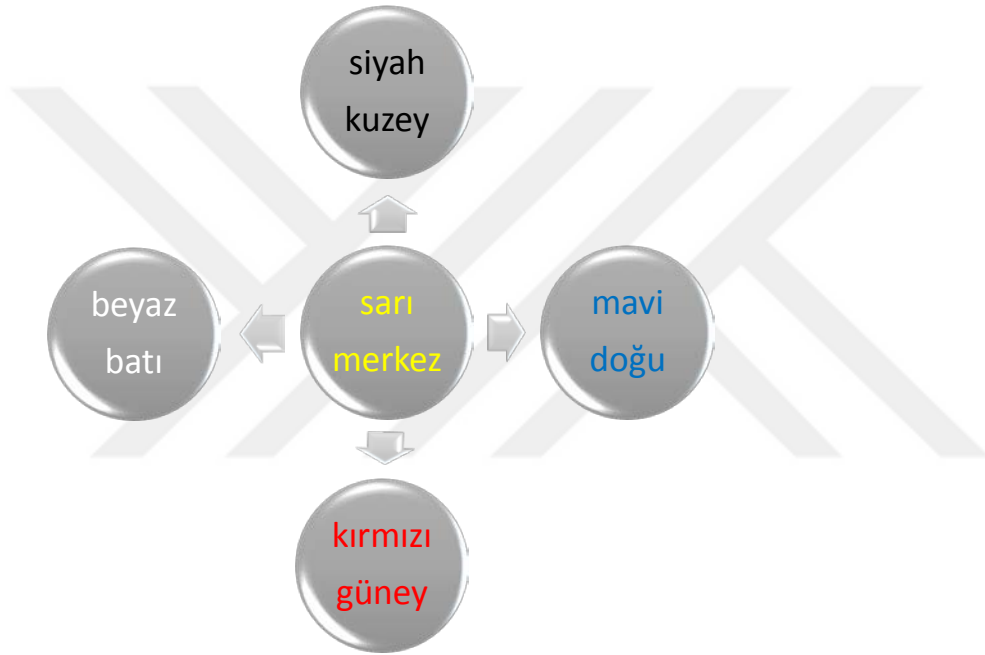 siyah
kuzey
beyaz
batı
sarı
merkez
mavi
doğu
kırmızı
güney